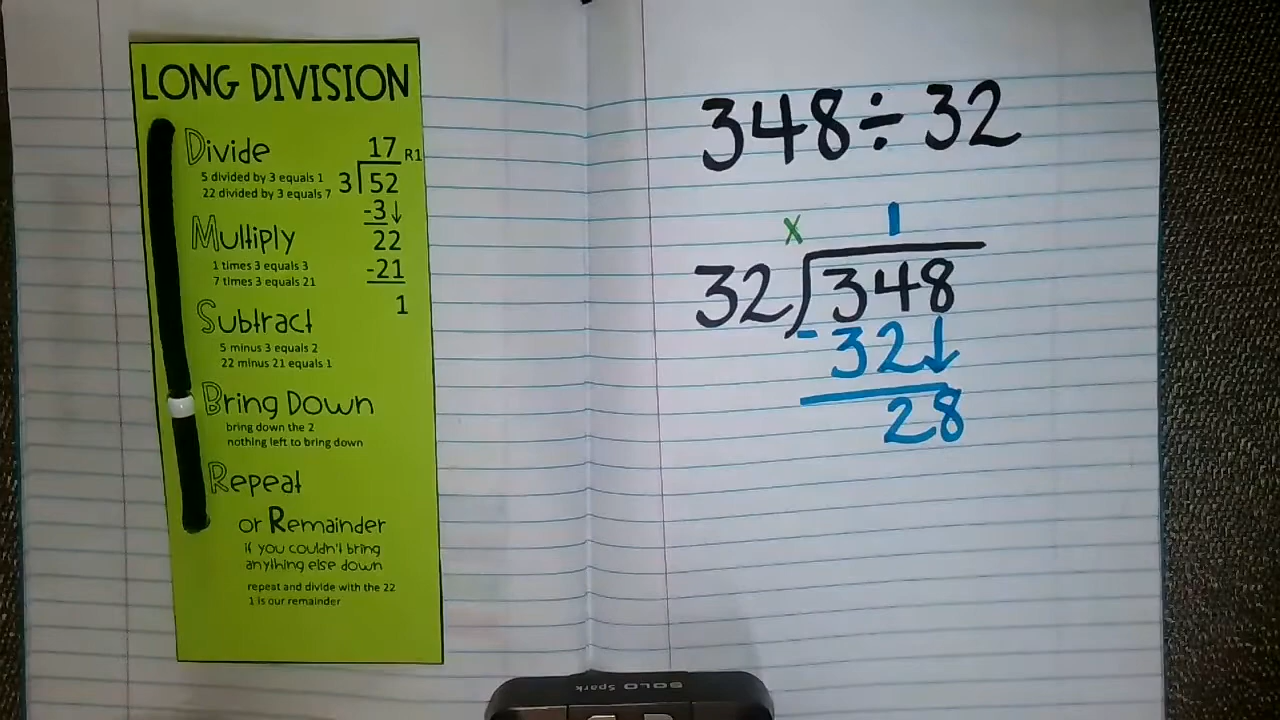 LONG DIVISION
Divide
5 divided by 3 equals 1
22 divided by 3 equals 7
17 R1
3 52
-3↓
22
-21
1
Multiply
1 times 3 equals 3
7 times 3 equals 21
Subtract
5 minus 3 equals 2
22 minus 21 equals 1
Bring Down
bring down the 2
nothing left to bring down
Repeat
or Remainder
if you couldn't bring
anything else down
repeat and divide with the 22
1 is our remainder
348÷32
x 1
32 348
-32↓
28
SOLO Spark